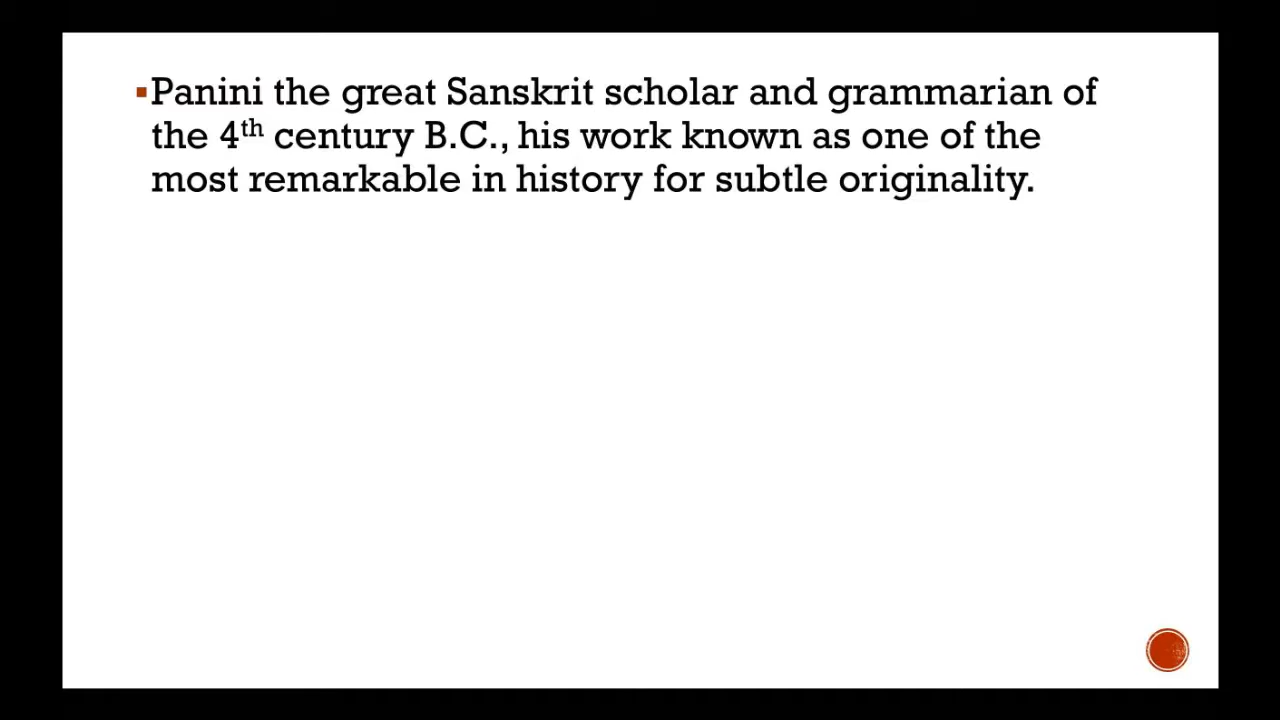 ▪Panini the great Sanskrit scholar and grammarian of
the 4th century B.C., his work known as one of the
most remarkable in history for subtle originality.